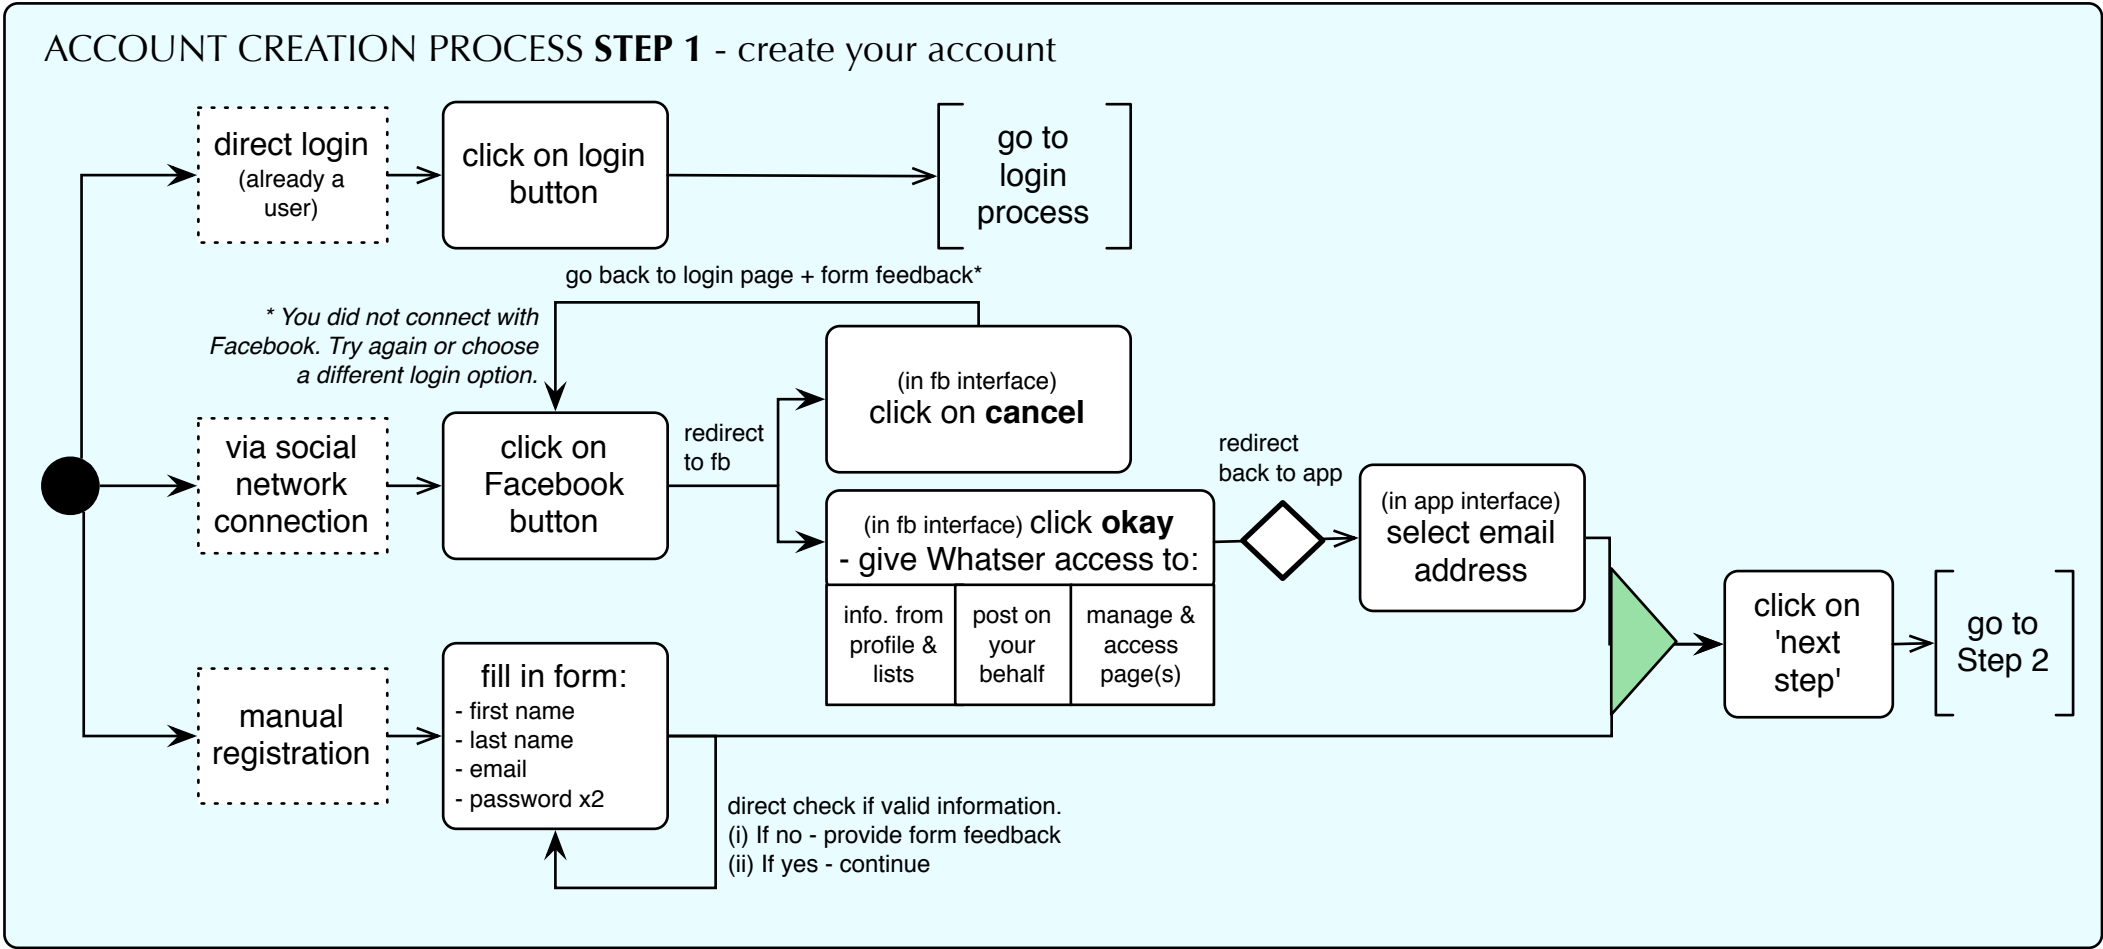 ACCOUNT CREATION PROCESS STEP 1 - create your account
direct login
(already a
user)
click on login
button
go to
login
process
go back to login page + form feedback*
* You did not connect with
Facebook. Try again or choose
a different login option.
via social
network
connection
click on
Facebook
button
redirect
to fb
(in fb interface)
click on cancel
(in fb interface) click okay
- give Whatser access to:
info. from
profile &
lists
post on
your
behalf
manage &
access
page(s)
redirect
back to app
(in app interface)
select email
address
click on
'next
step'
go to
Step 2
manual
registration
fill in form:
- first name
- last name
- email
- password x2
direct check if valid information.
(i) If no - provide form feedback
(ii) If yes - continue